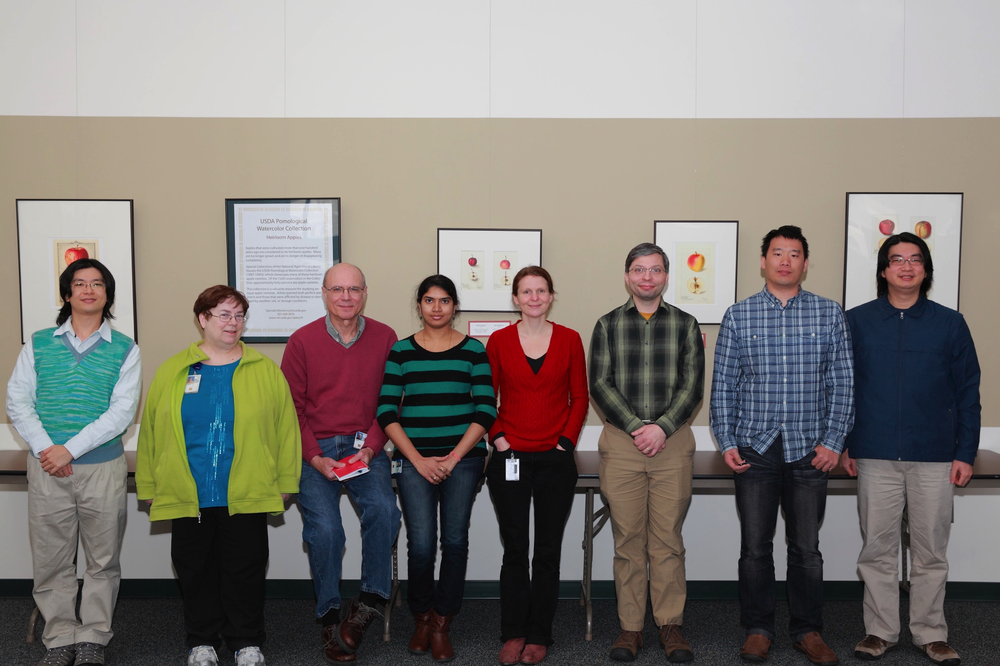 USDA Pomological
Watercolor Collection
Heirloom Apples
Apples that were cultivated more than one hundred
years ago are considered to be heirloom apples. Many
are no longer grown and are in danger of disappearing
completely.
Special Collections of the National Agricultural Library
houses the USDA Pomological Watercolor Collection
(1887-1940s) which showcases many of these heirloom
apple varieties. Of the 7,600 watercolors in the Collec-
tion, approximately forty percent are apple varieties.
This collection is a valuable resource for studying an-
tique apple varieties. Artists painted both perfect spec
mens and those that were afflicted by disease or dam
ged by weather, soil, or storage conditions.
SpecialCollections@ars.usda.gov
301-504-5876
www.nal.usda.gov/speccoll